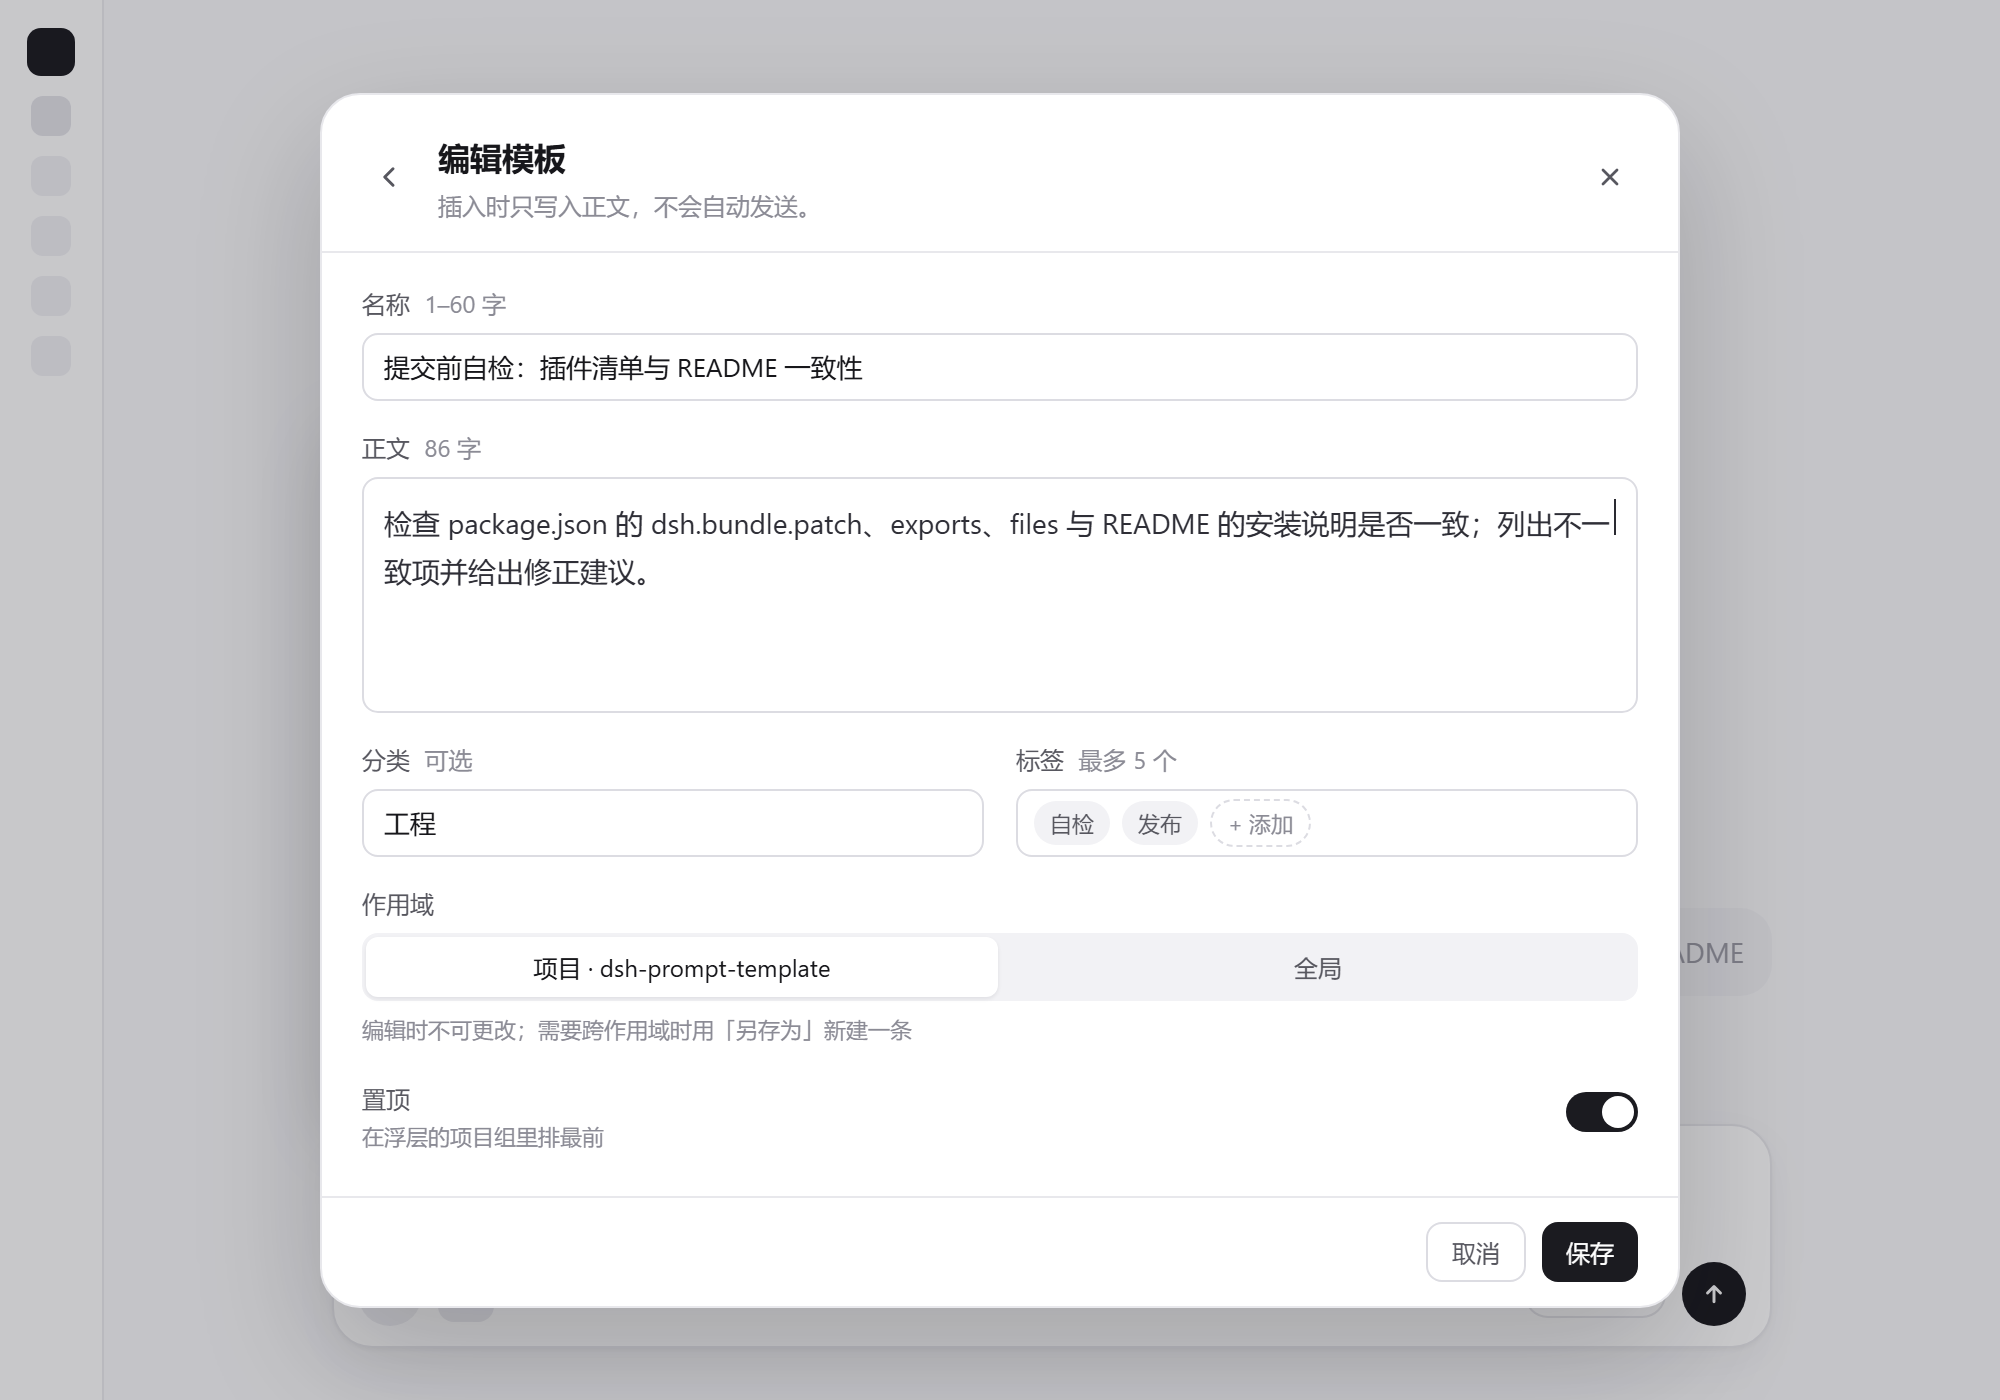 编辑模板
插入时只写入正文，不会自动发送。
名称 1–60 字
提交前自检：插件清单与 README 一致性
正文 86 字
检查 package.json 的 dsh.bundle.patch、exports、files 与 README 的安装说明是否一致；列出不一
致项并给出修正建议。
分类 可选
标签 最多 5 个
工程
自检 发布 + 添加
作用域
项目 · dsh-prompt-template
全局
编辑时不可更改；需要跨作用域时用「另存为」新建一条
置顶
在浮层的项目组里排最前
取消
保存